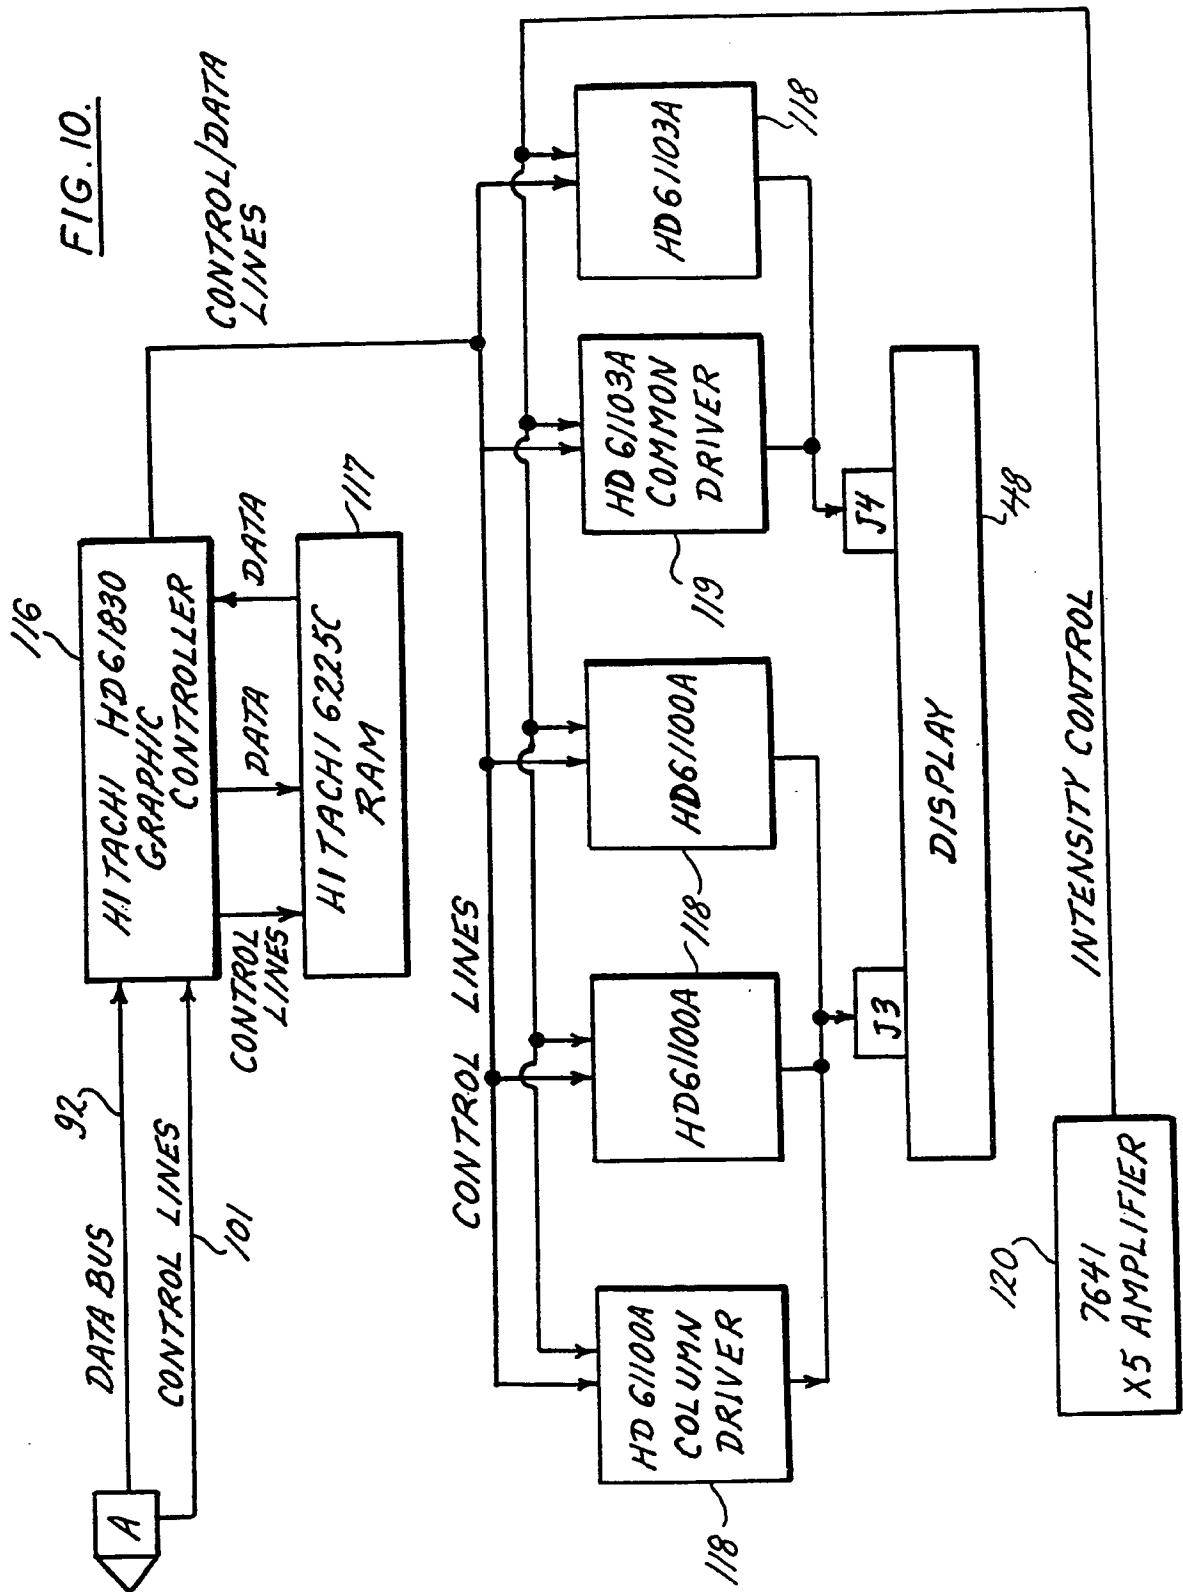 FIG. 10.
A
DATA BUS
92
CONTROL LINES
101
116
HITACHI HD61830
GRAPHIC
CONTROLLER
CONTROL
LINES
DATA
DATA
HITACHI 6225C
RAM
117
CONTROL/DATA
LINES
CONTROL LINES
HD61100A
COLUMN
DRIVER
118
HD61100A
118
HD61100A
HD61103A
COMMON
DRIVER
119
HD61103A
118
J3
J4
DISPLAY
48
120
7641
X5 AMPLIFIER
INTENSITY CONTROL